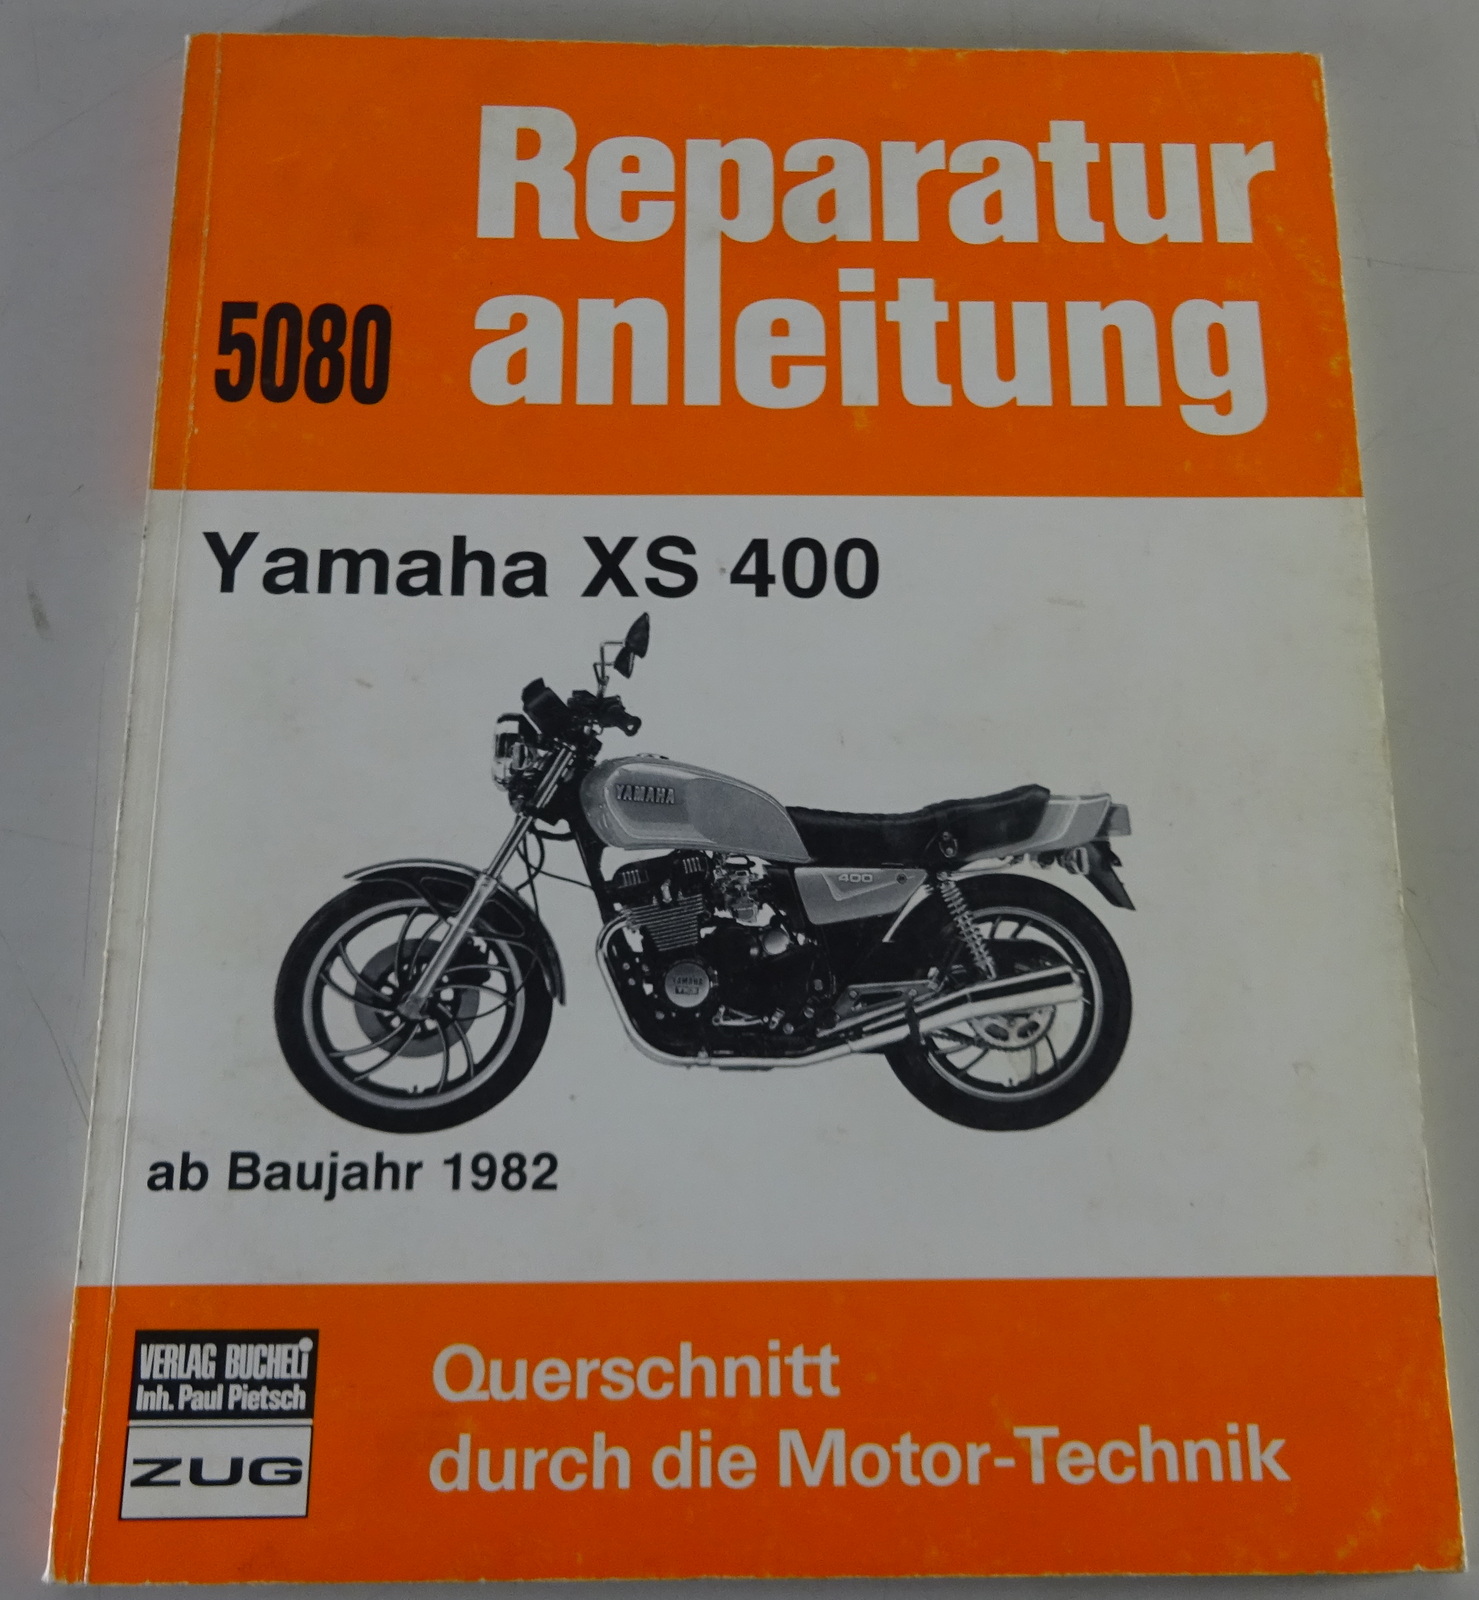 Reparatur
anleitung
5080
Yamaha XS 400
YAMAHA
400
YAMAHA
ab Baujahr 1982
VERLAG BUCHELi
Inh. Paul Pietsch
ZUG
Querschnitt
durch die Motor-Technik